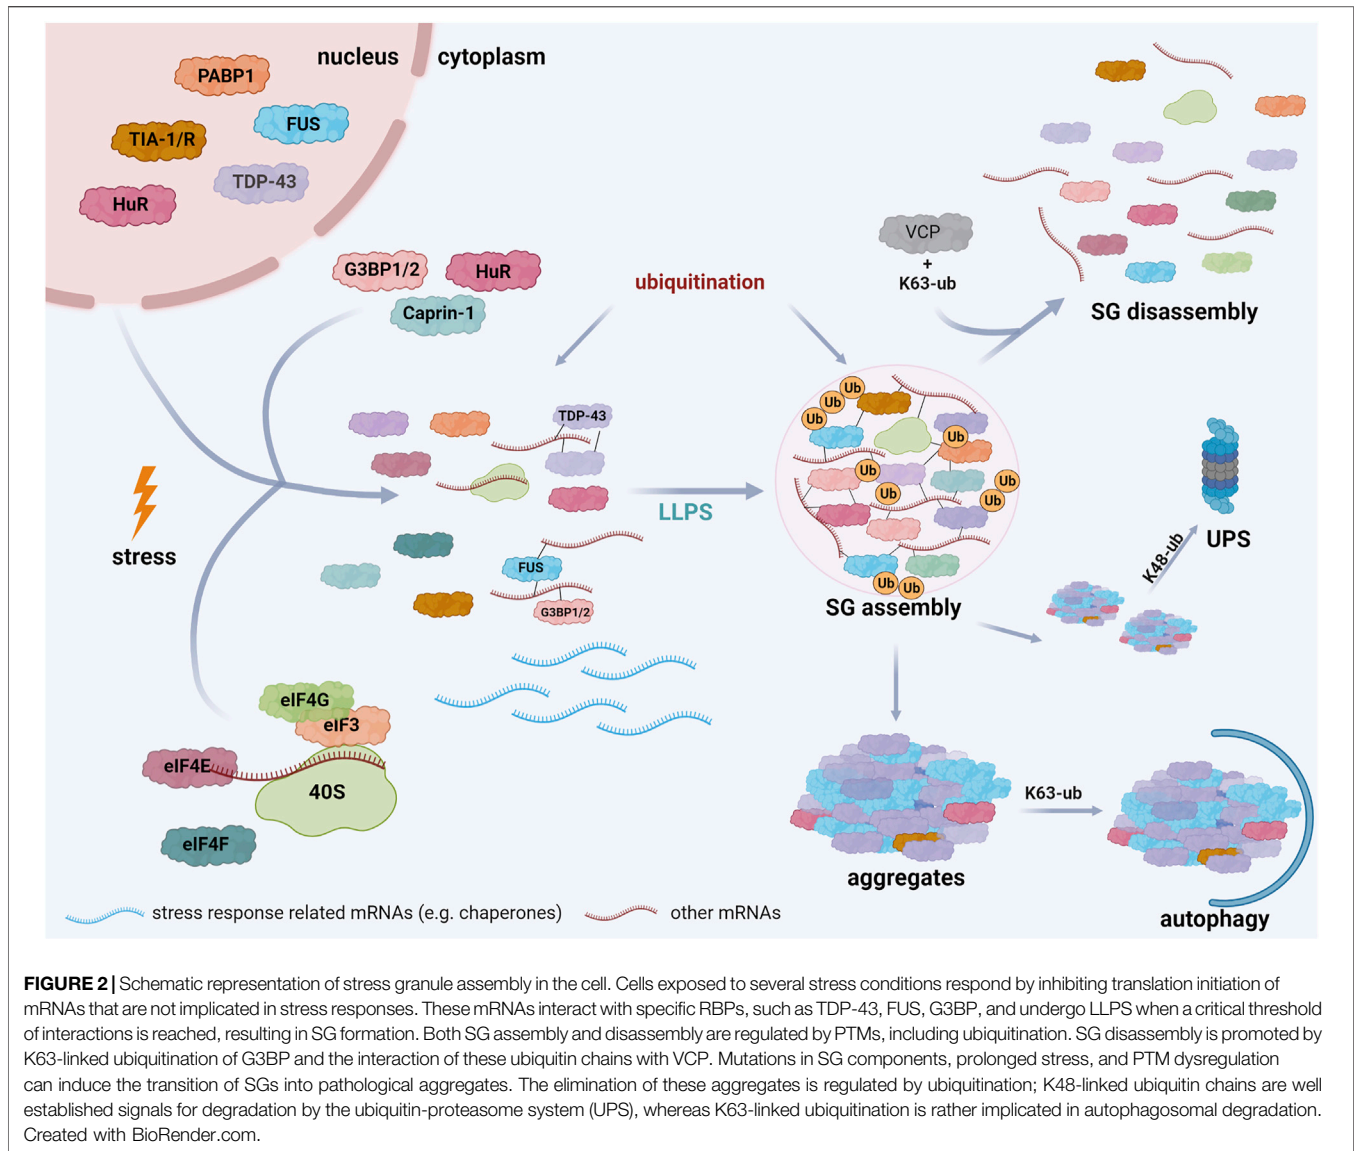 nucleus
cytoplasm
PABP1
FUS
TIA-1/R
TDP-43
HuR
G3BP1/2
HuR
Caprin-1
ubiquitination
VCP
+
K63-ub
SG disassembly
stress
TDP-43
LLPS
FUS
G3BP1/2
Ub
Ub
Ub
Ub
Ub
Ub
Ub
Ub
Ub
Ub
SG assembly
UPS
K48-ub
eIF4G
eIF3
eIF4E
40S
eIF4F
aggregates
K63-ub
autophagy
stress response related mRNAs (e.g. chaperones)
other mRNAs
FIGURE 2 | Schematic representation of stress granule assembly in the cell. Cells exposed to several stress conditions respond by inhibiting translation initiation of
mRNAs that are not implicated in stress responses. These mRNAs interact with specific RBPs, such as TDP-43, FUS, G3BP, and undergo LLPS when a critical threshold
of interactions is reached, resulting in SG formation. Both SG assembly and disassembly are regulated by PTMs, including ubiquitination. SG disassembly is promoted by
K63-linked ubiquitination of G3BP and the interaction of these ubiquitin chains with VCP. Mutations in SG components, prolonged stress, and PTM dysregulation
can induce the transition of SGs into pathological aggregates. The elimination of these aggregates is regulated by ubiquitination; K48-linked ubiquitin chains are well
established signals for degradation by the ubiquitin-proteasome system (UPS), whereas K63-linked ubiquitination is rather implicated in autophagosomal degradation.
Created with BioRender.com.